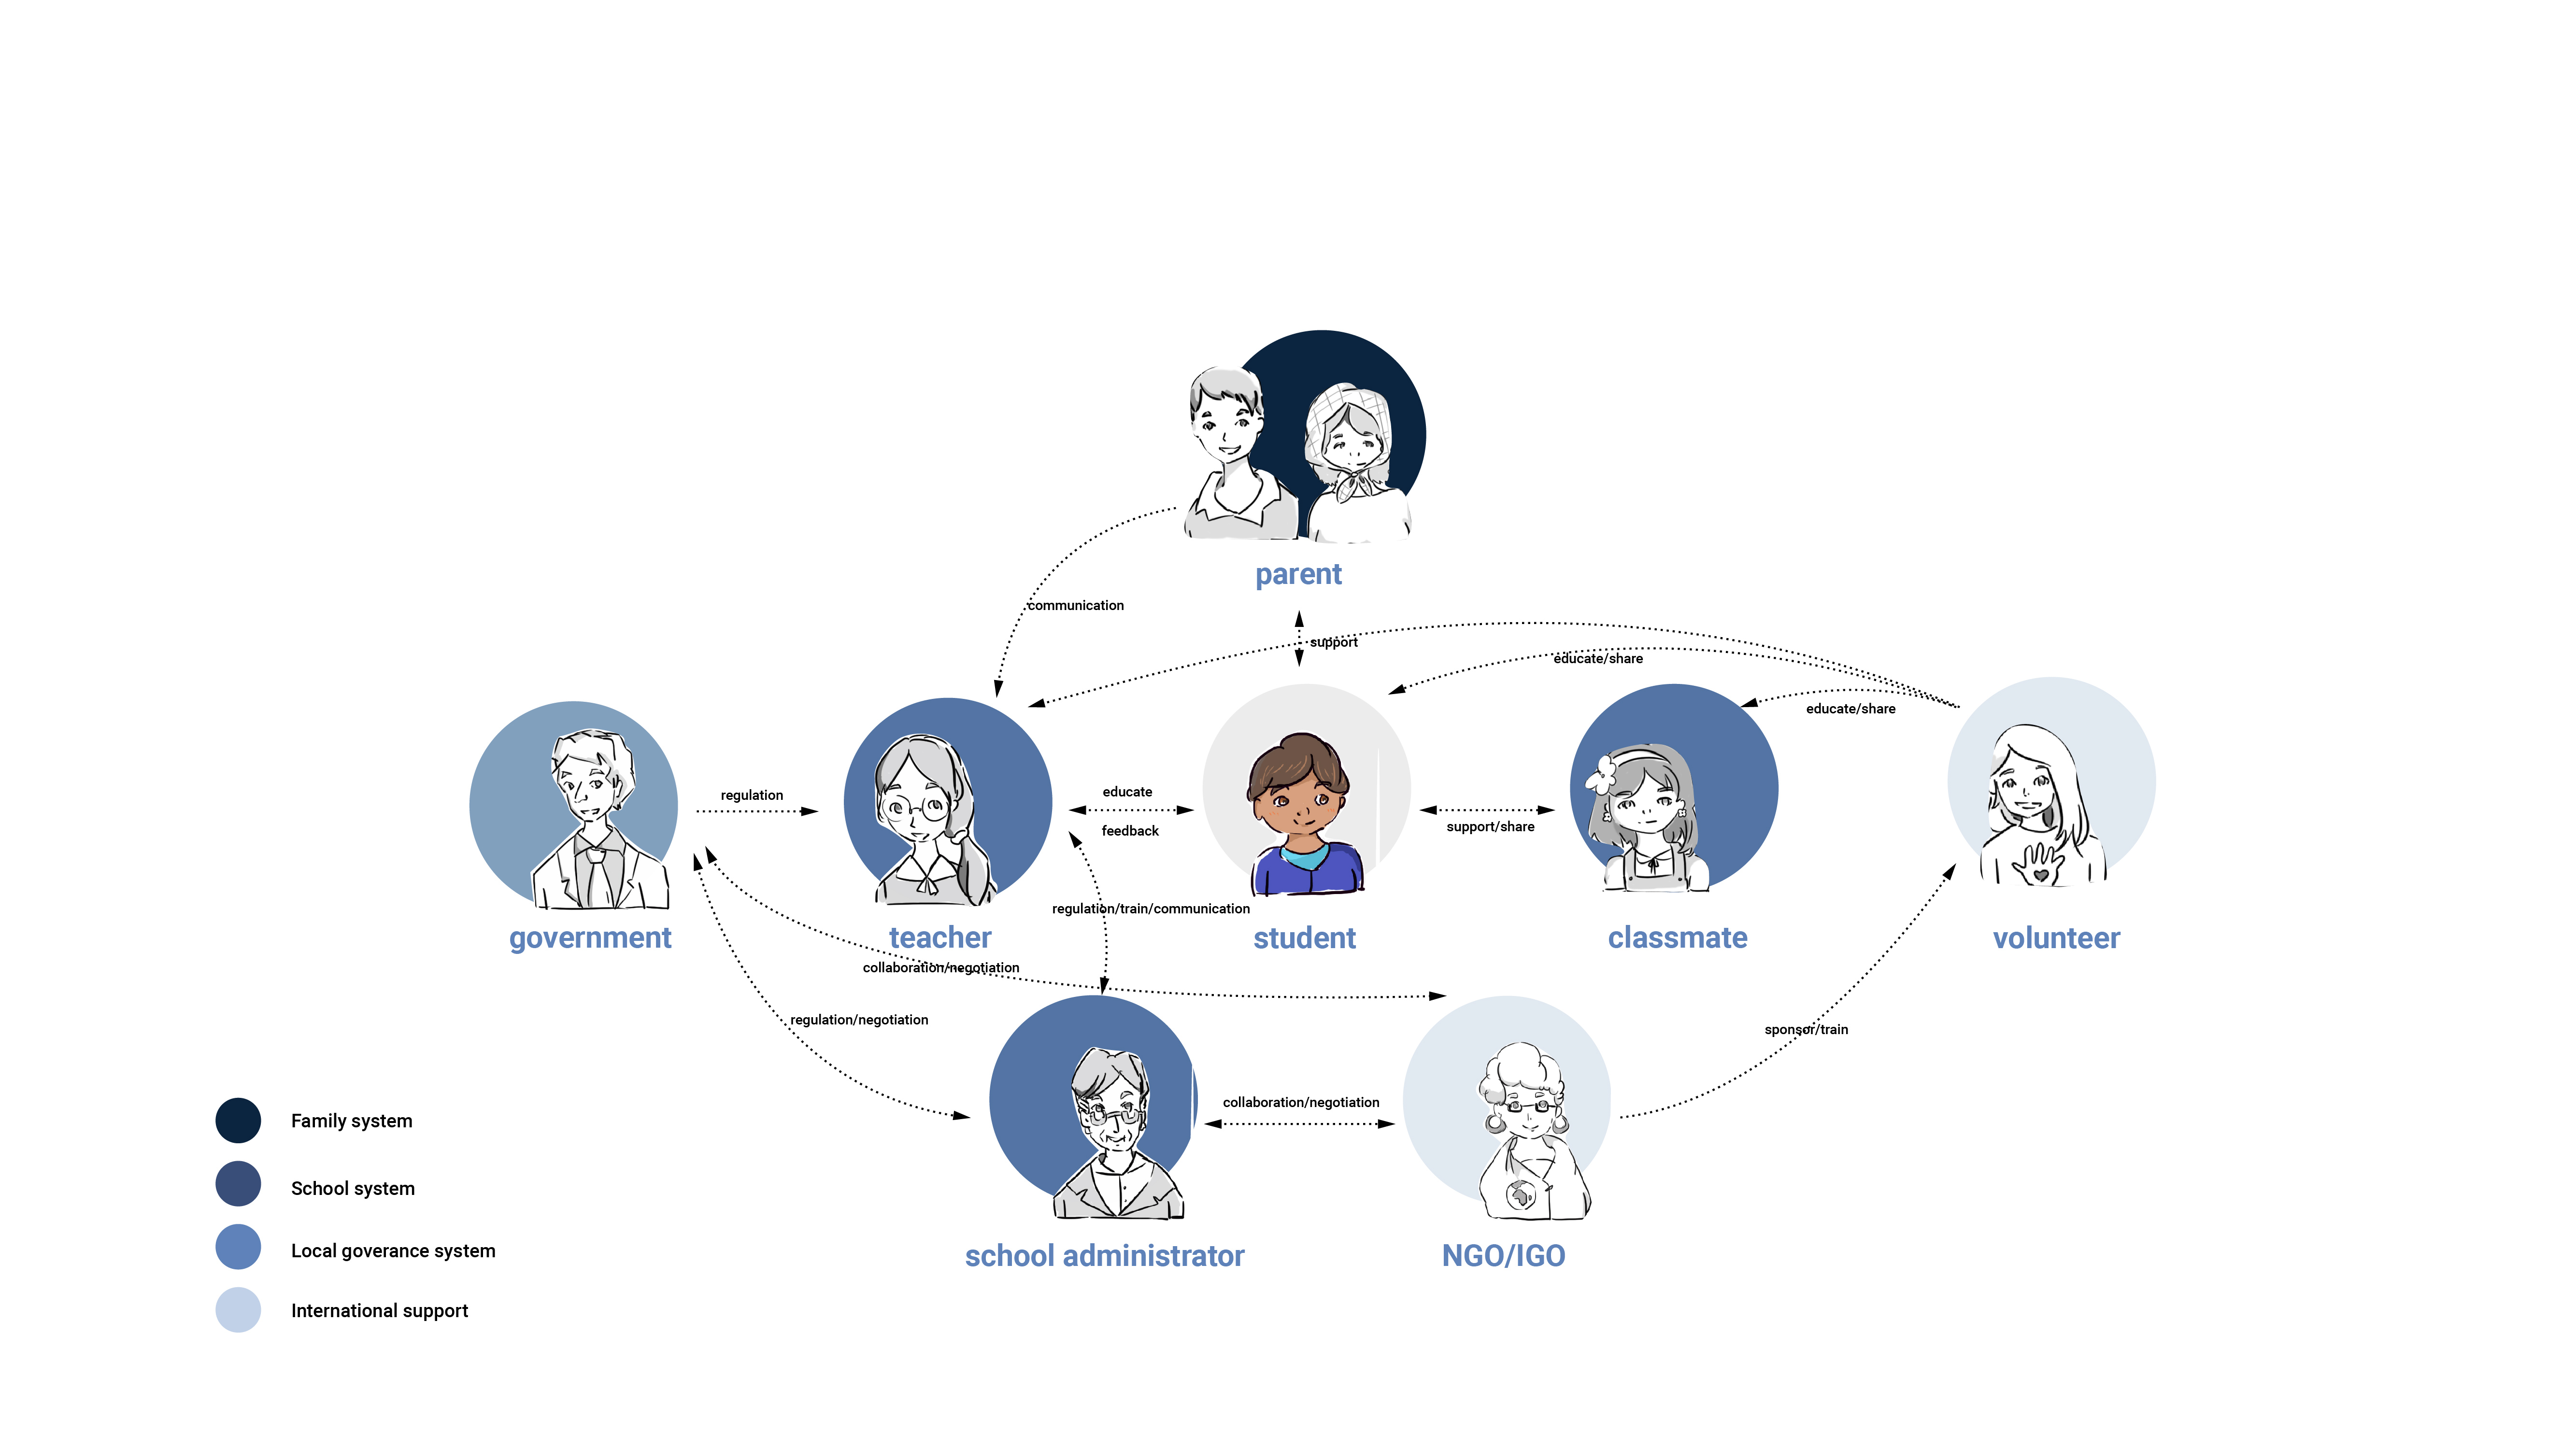 parent
communication
support
educate/share
educate/share
regulation
educate
feedback
support/share
regulation/train/communication
government
teacher
student
classmate
volunteer
collaboration/negotiation
regulation/negotiation
sponsor/train
collaboration/negotiation
school administrator
NGO/IGO
Family system
School system
Local goverance system
International support